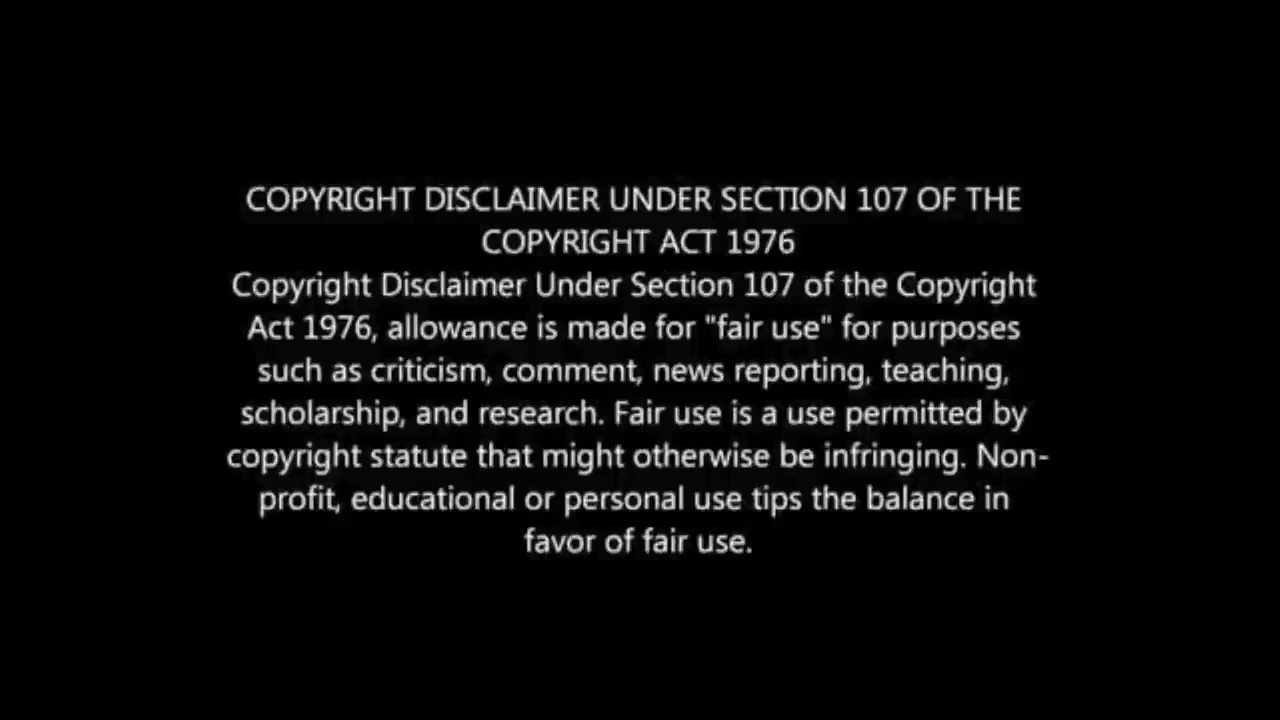 COPYRIGHT DISCLAIMER UNDER SECTION 107 OF THE
COPYRIGHT ACT 1976
Copyright Disclaimer Under Section 107 of the Copyright
Act 1976, allowance is made for "fair use" for purposes
such as criticism, comment, news reporting, teaching,
scholarship, and research. Fair use is a use permitted by
copyright statute that might otherwise be infringing. Non-
profit, educational or personal use tips the balance in
favor of fair use.